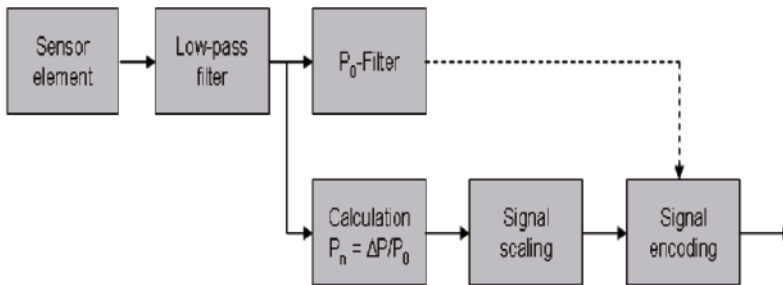 Sensor
element
Low-pass
filter
P₀-Filter
Calculation
Pₙ = ΔP/P₀
Signal
scaling
Signal
encoding